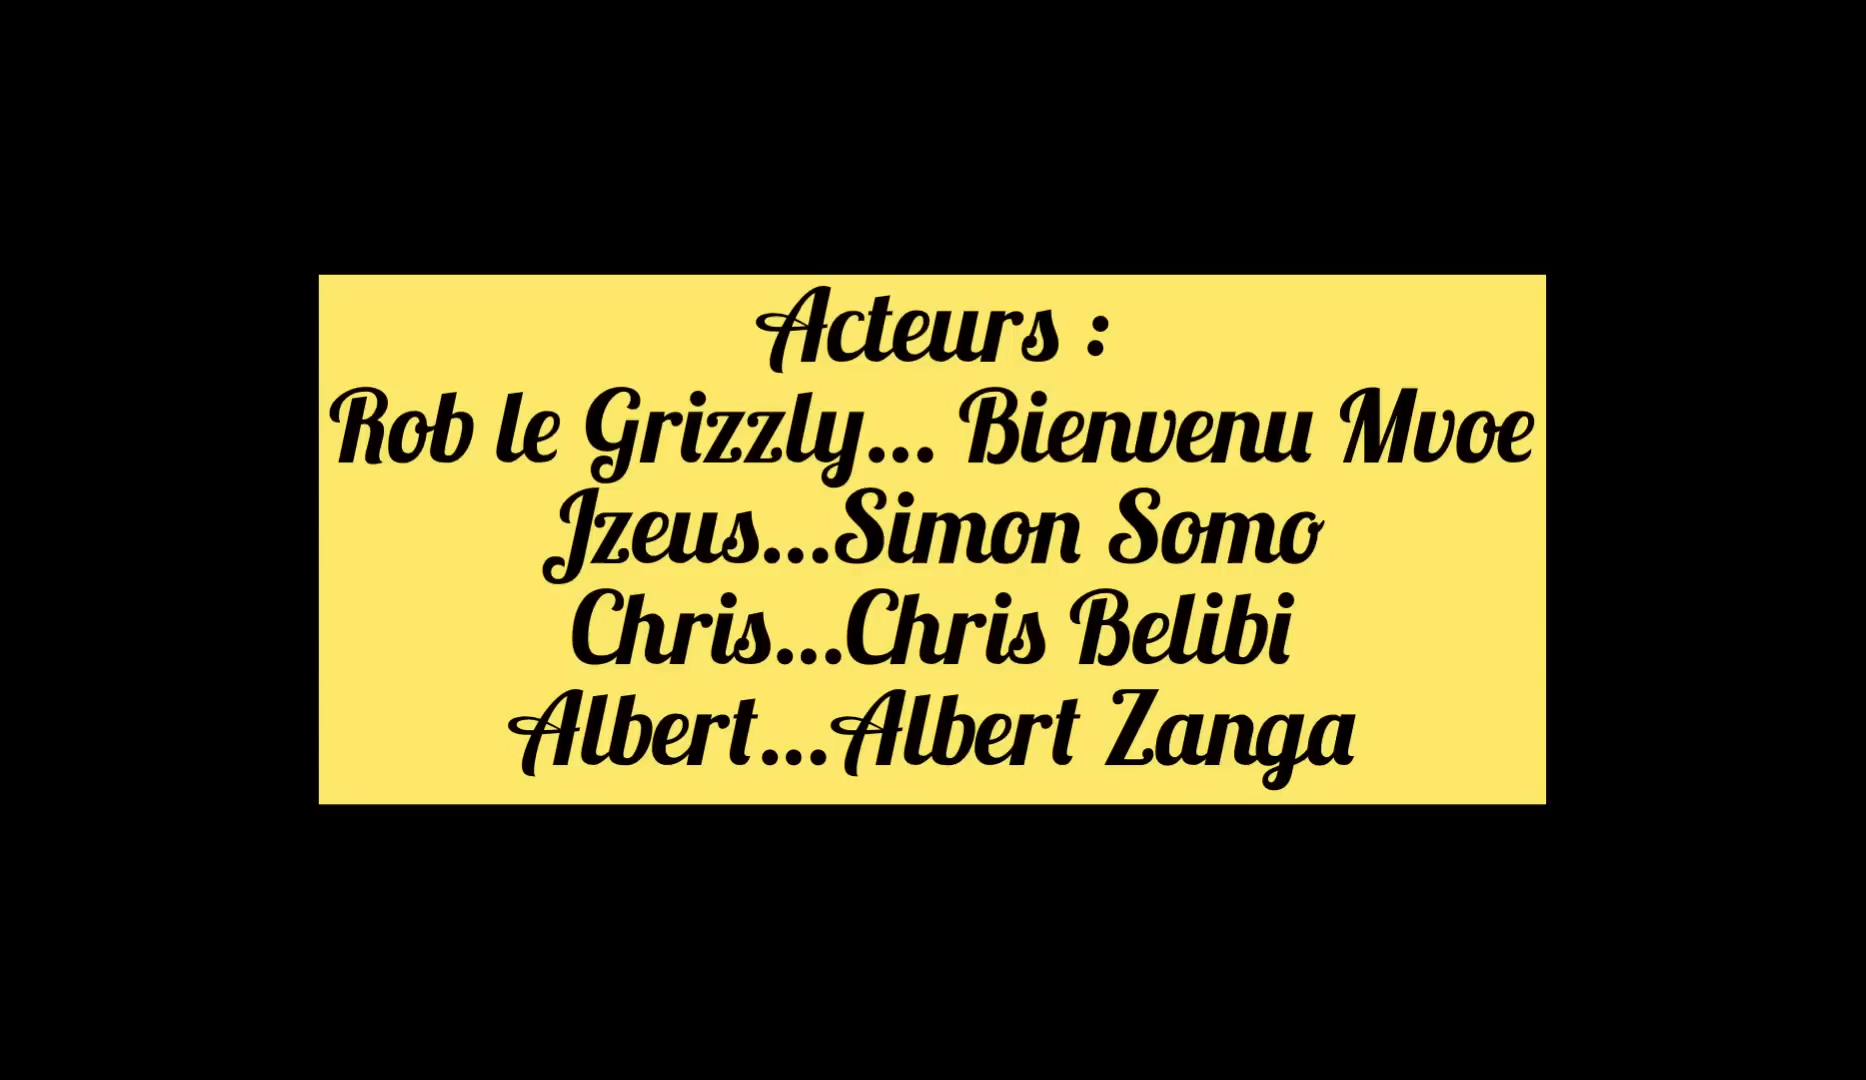 Acteurs :
Rob le Grizzly... Bienvenu Mvoe
Jzeus...Simon Somo
Chris...Chris Belibi
Albert...Albert Zanga